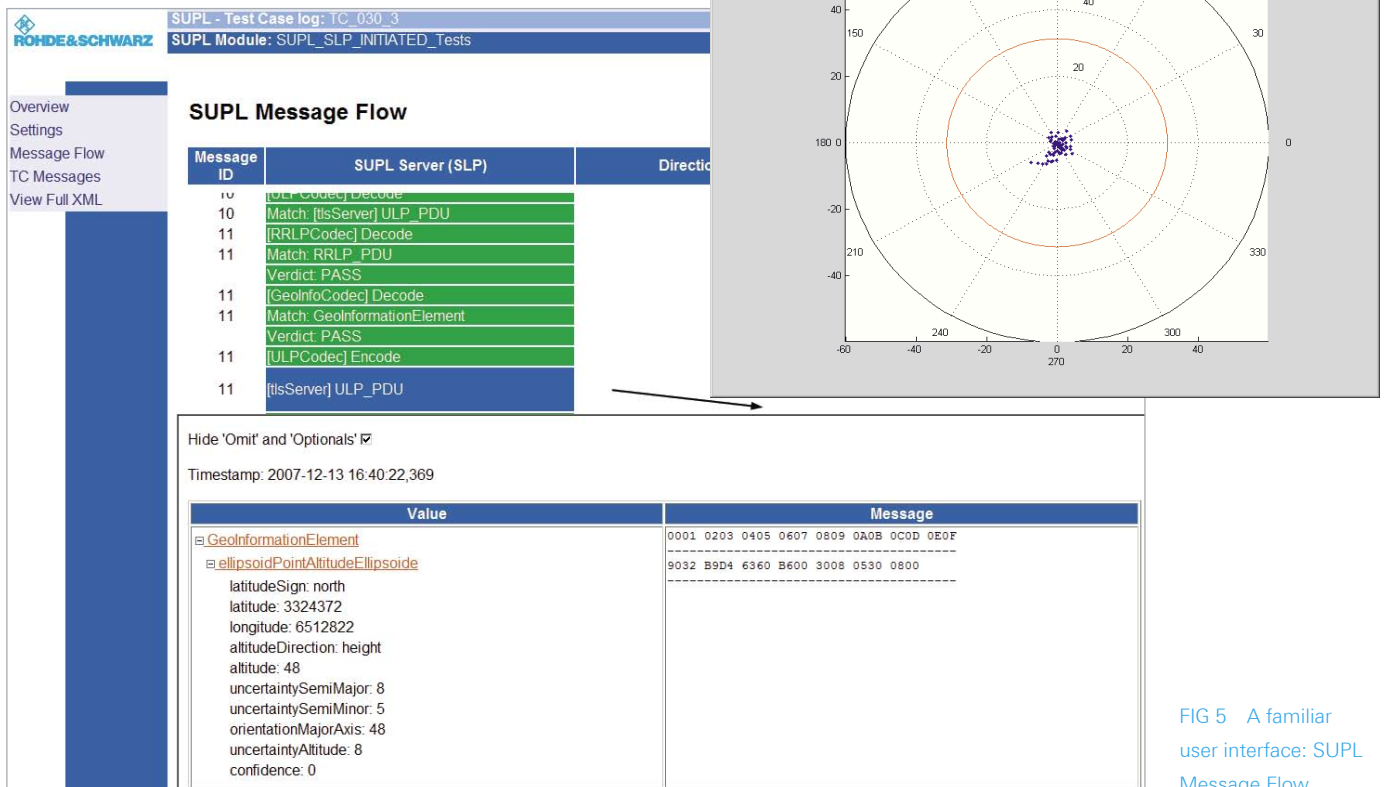 ROHDE&SCHWARZ
SUPL - Test Case log: TC_030_3
SUPL Module: SUPL_SLP_INITIATED_Tests
Overview
Settings
Message Flow
TC Messages
View Full XML
SUPL Message Flow
Message ID
SUPL Server (SLP)
Directio
10 [ULPCodec] Decode
10 Match: [tlsServer] ULP_PDU
11 [RRLPCodec] Decode
11 Match: RRLP_PDU
Verdict: PASS
11 [GeoInfoCodec] Decode
11 Match: GeoInformationElement
Verdict: PASS
11 [ULPCodec] Encode
11 [tlsServer] ULP_PDU
40
40
150
30
20
20
180 0
0
-20
210
330
-40
240
300
-60 -40 -20 0 20 40
270
Hide 'Omit' and 'Optionals'
Timestamp: 2007-12-13 16:40:22,369
Value
Message
GeoInformationElement
ellipsoidPointAltitudeEllipsoide
latitudeSign: north
latitude: 3324372
longitude: 6512822
altitudeDirection: height
altitude: 48
uncertaintySemiMajor: 8
uncertaintySemiMinor: 5
orientationMajorAxis: 48
uncertaintyAltitude: 8
confidence: 0
0001 0203 0405 0607 0809 0A0B 0C0D 0E0F
9032 B9D4 6360 B600 3008 0530 0800
FIG 5 A familiar
user interface: SUPL
Message Flow